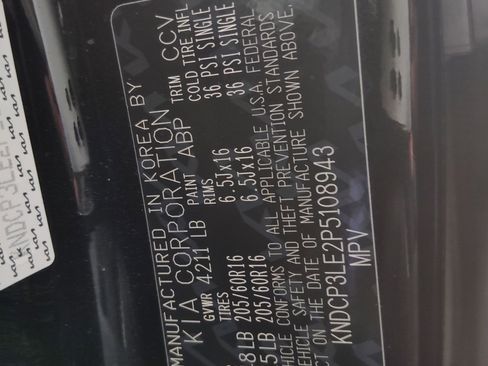 MANUFACTURED IN KOREA BY
KIA CORPORATION
GVWR 4211 LB PAINT ABP TRIM CCV
TIRES RIMS COLD TIRE INFL
8 LB 205/60R16 6.5Jx16 36 PSI SINGLE
5 LB 205/60R16 6.5Jx16 36 PSI SINGLE
VEHICLE CONFORMS TO ALL APPLICABLE U.S.A. FEDERAL
VEHICLE SAFETY AND THEFT PREVENTION STANDARDS
EFFECT ON THE DATE OF MANUFACTURE SHOWN ABOVE.
KNDCP3LE2P5108943
MPV